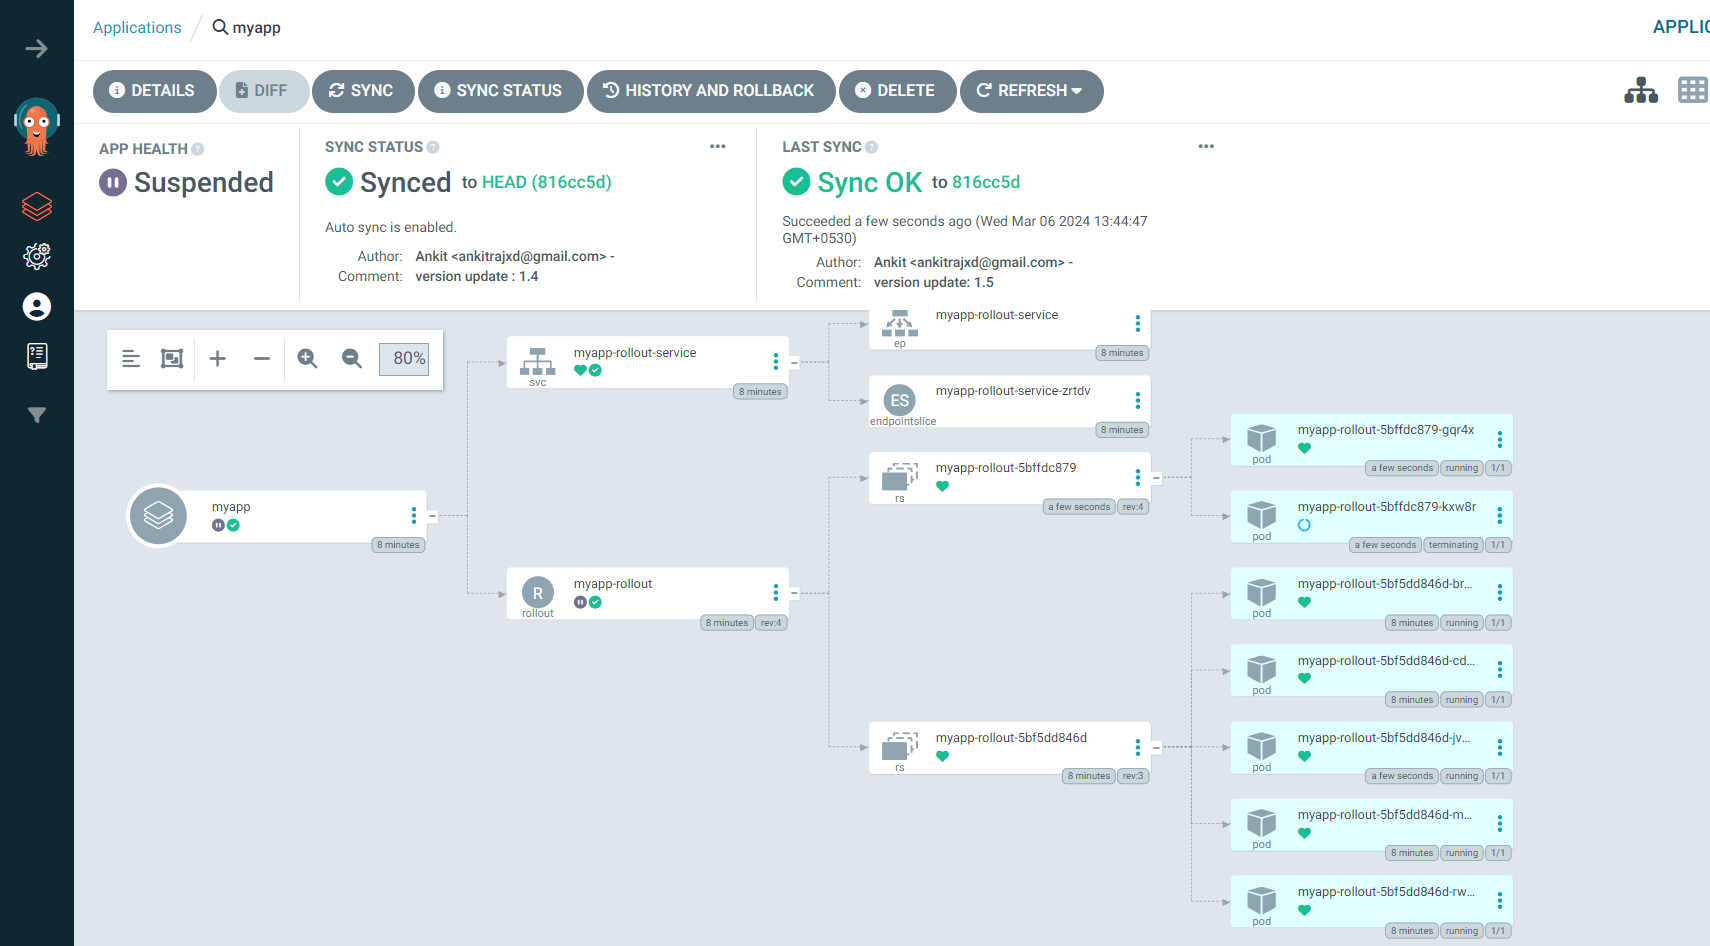 Applications
myapp
APPLIC
DETAILS
DIFF
SYNC
SYNC STATUS
HISTORY AND ROLLBACK
DELETE
REFRESH
APP HEALTH
Suspended
SYNC STATUS
Synced to HEAD (816cc5d)
Auto sync is enabled.
Author: Ankit <ankitrajxd@gmail.com> -
Comment: version update : 1.4
LAST SYNC
Sync OK to 816cc5d
Succeeded a few seconds ago (Wed Mar 06 2024 13:44:47
GMT+0530)
Author: Ankit <ankitrajxd@gmail.com> -
Comment: version update: 1.5
80%
myapp
8 minutes
svc
myapp-rollout-service
8 minutes
R
rollout
myapp-rollout
8 minutes rev:4
ep
myapp-rollout-service
8 minutes
ES
endpointslice
myapp-rollout-service-zrtdv
8 minutes
rs
myapp-rollout-5bffdc879
a few seconds rev:4
rs
myapp-rollout-5bf5dd846d
8 minutes rev:3
pod
myapp-rollout-5bffdc879-gqr4x
a few seconds running 1/1
pod
myapp-rollout-5bffdc879-kxw8r
a few seconds terminating 1/1
pod
myapp-rollout-5bf5dd846d-br...
8 minutes running 1/1
pod
myapp-rollout-5bf5dd846d-cd...
8 minutes running 1/1
pod
myapp-rollout-5bf5dd846d-jv...
a few seconds running 1/1
pod
myapp-rollout-5bf5dd846d-m...
8 minutes running 1/1
pod
myapp-rollout-5bf5dd846d-rw...
8 minutes running 1/1